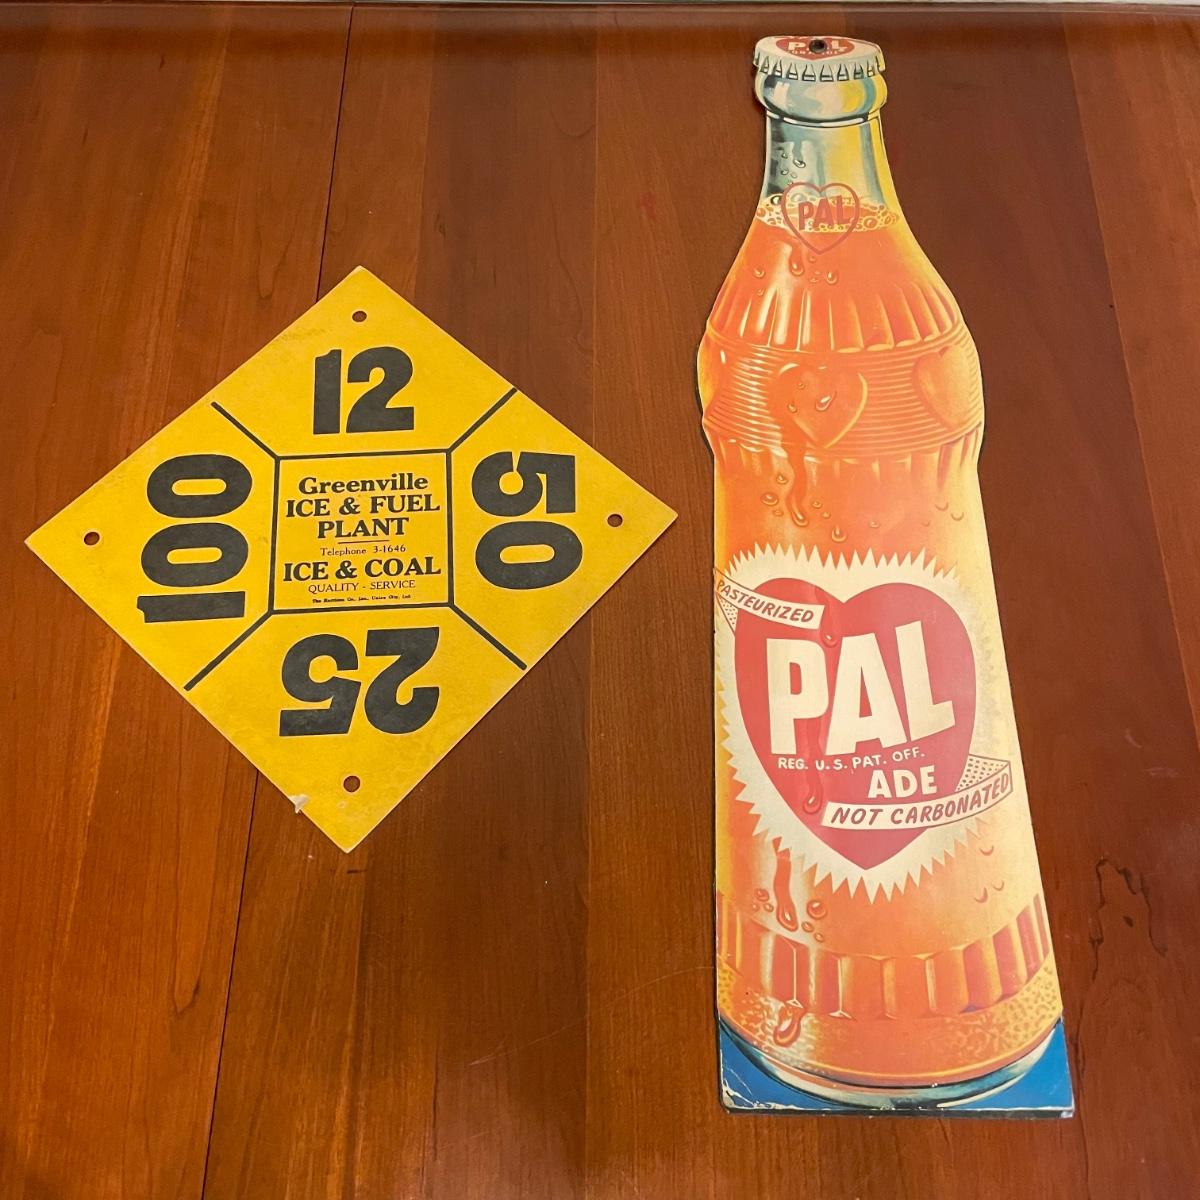 12
50
25
100
Greenville
ICE & FUEL
PLANT
Telephone 3-1646
ICE & COAL
QUALITY - SERVICE
PAL
PAL
PASTEURIZED
PAL
REG. U.S. PAT. OFF.
ADE
NOT CARBONATED